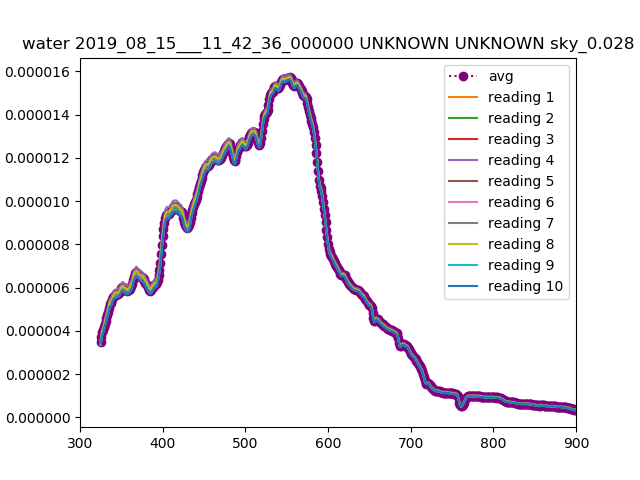 water 2019_08_15___11_42_36_000000 UNKNOWN UNKNOWN sky_0.028
0.000016
0.000014
0.000012
0.000010
0.000008
0.000006
0.000004
0.000002
0.000000
300 400 500 600 700 800 900
avg
reading 1
reading 2
reading 3
reading 4
reading 5
reading 6
reading 7
reading 8
reading 9
reading 10